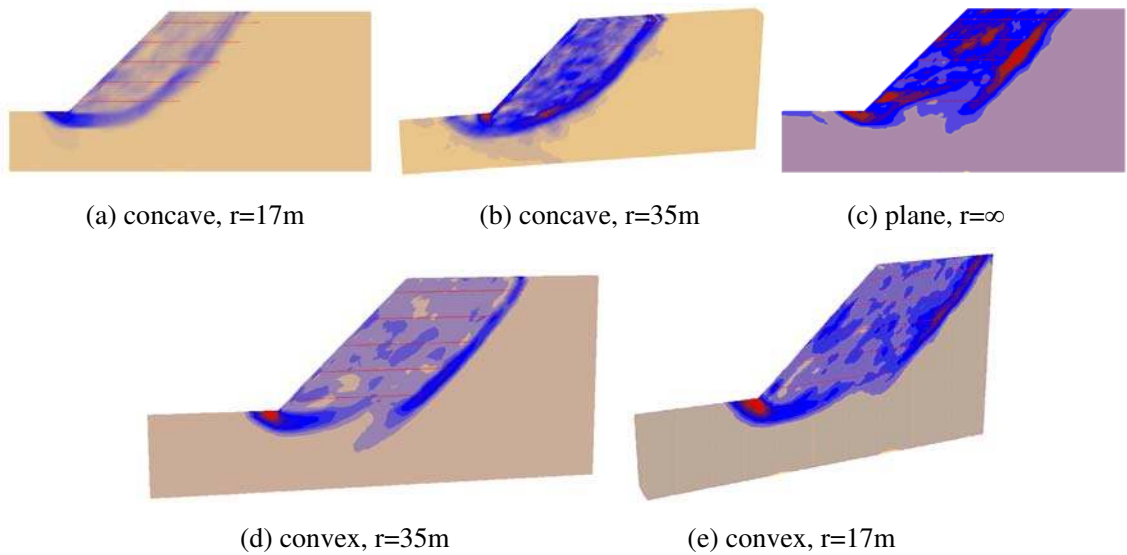 (a) concave, r=17m
(b) concave, r=35m
(c) plane, r=∞
(d) convex, r=35m
(e) convex, r=17m